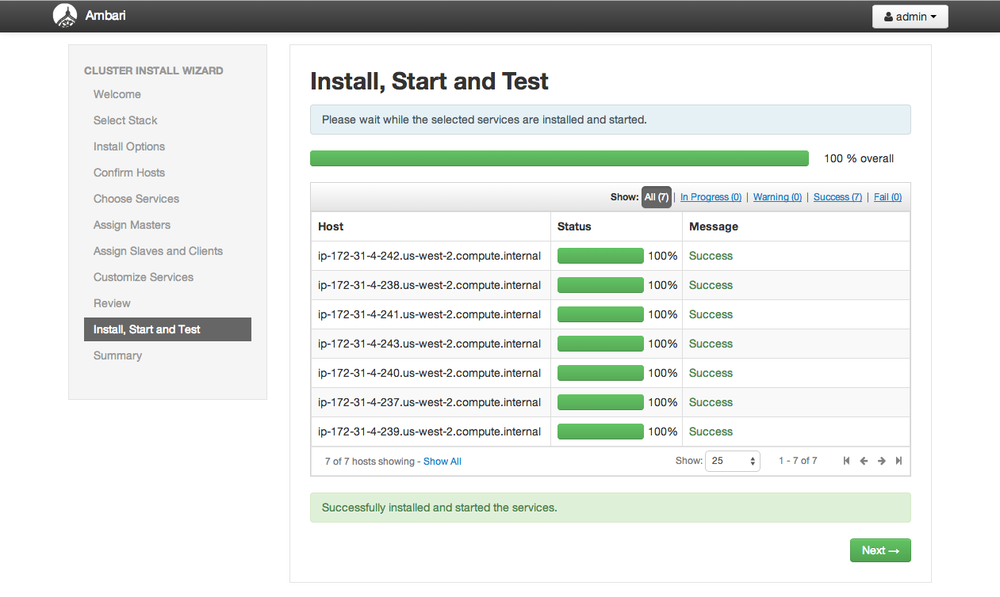 Ambari
admin
CLUSTER INSTALL WIZARD
Welcome
Select Stack
Install Options
Confirm Hosts
Choose Services
Assign Masters
Assign Slaves and Clients
Customize Services
Review
Install, Start and Test
Summary
Install, Start and Test
Please wait while the selected services are installed and started.
100 % overall
Show: All (7) | In Progress (0) | Warning (0) | Success (7) | Fail (0)
Host Status Message
ip-172-31-4-242.us-west-2.compute.internal 100% Success
ip-172-31-4-238.us-west-2.compute.internal 100% Success
ip-172-31-4-241.us-west-2.compute.internal 100% Success
ip-172-31-4-243.us-west-2.compute.internal 100% Success
ip-172-31-4-240.us-west-2.compute.internal 100% Success
ip-172-31-4-237.us-west-2.compute.internal 100% Success
ip-172-31-4-239.us-west-2.compute.internal 100% Success
7 of 7 hosts showing - Show All Show: 25 1 - 7 of 7
Successfully installed and started the services.
Next →